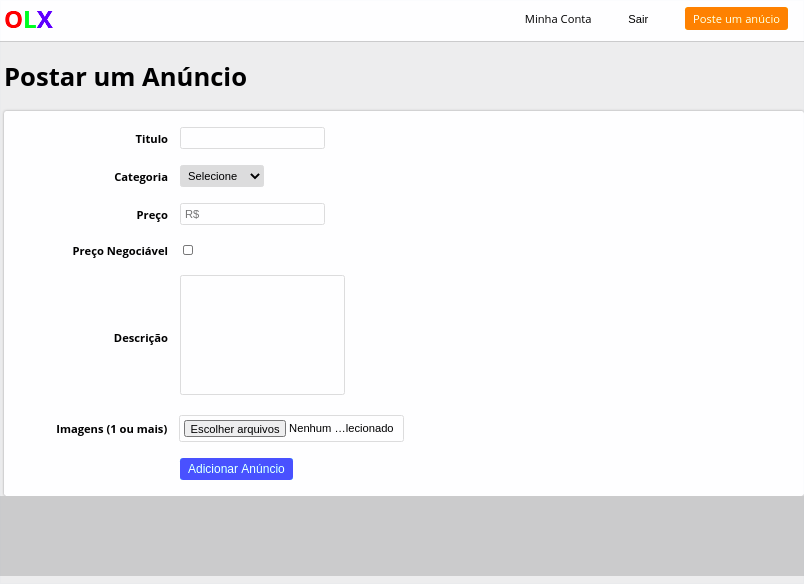 OLX
Minha Conta
Sair
Poste um anúcio
Postar um Anúncio
Titulo
Categoria
Selecione
Preço
R$
Preço Negociável
Descrição
Imagens (1 ou mais)
Escolher arquivos Nenhum …lecionado
Adicionar Anúncio